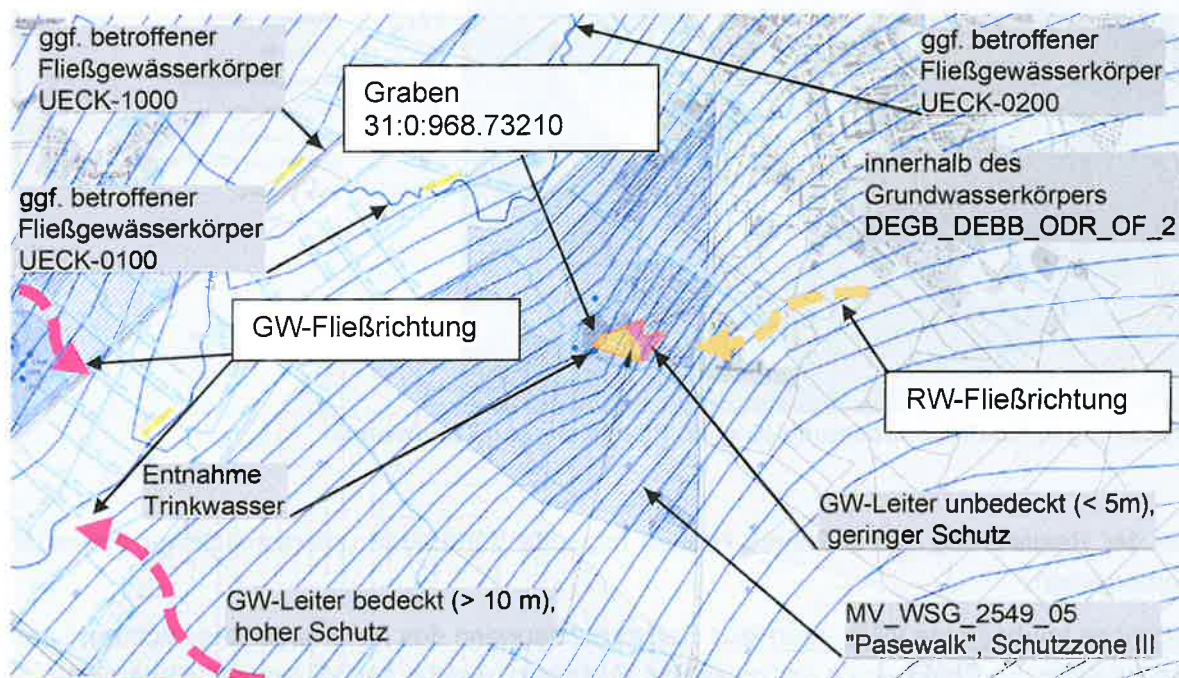 ggf. betroffener
Fließgewässerkörper
UECK-1000
Graben
31:0:968.73210
ggf. betroffener
Fließgewässerkörper
UECK-0200
innerhalb des
Grundwasserkörpers
DEGB_DEBB_ODR_OF_2
ggf. betroffener
Fließgewässerkörper
UECK-0100
GW-Fließrichtung
RW-Fließrichtung
Entnahme
Trinkwasser
GW-Leiter unbedeckt (< 5m),
geringer Schutz
GW-Leiter bedeckt (> 10 m),
hoher Schutz
MV_WSG_2549_05
"Pasewalk", Schutzzone III